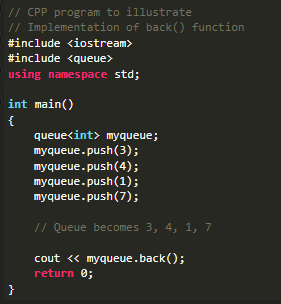 // CPP program to illustrate
// Implementation of back() function
#include <iostream>
#include <queue>
using namespace std;
int main()
{
queue<int> myqueue;
myqueue.push(3);
myqueue.push(4);
myqueue.push(1);
myqueue.push(7);
// Queue becomes 3, 4, 1, 7
cout << myqueue.back();
return 0;
}